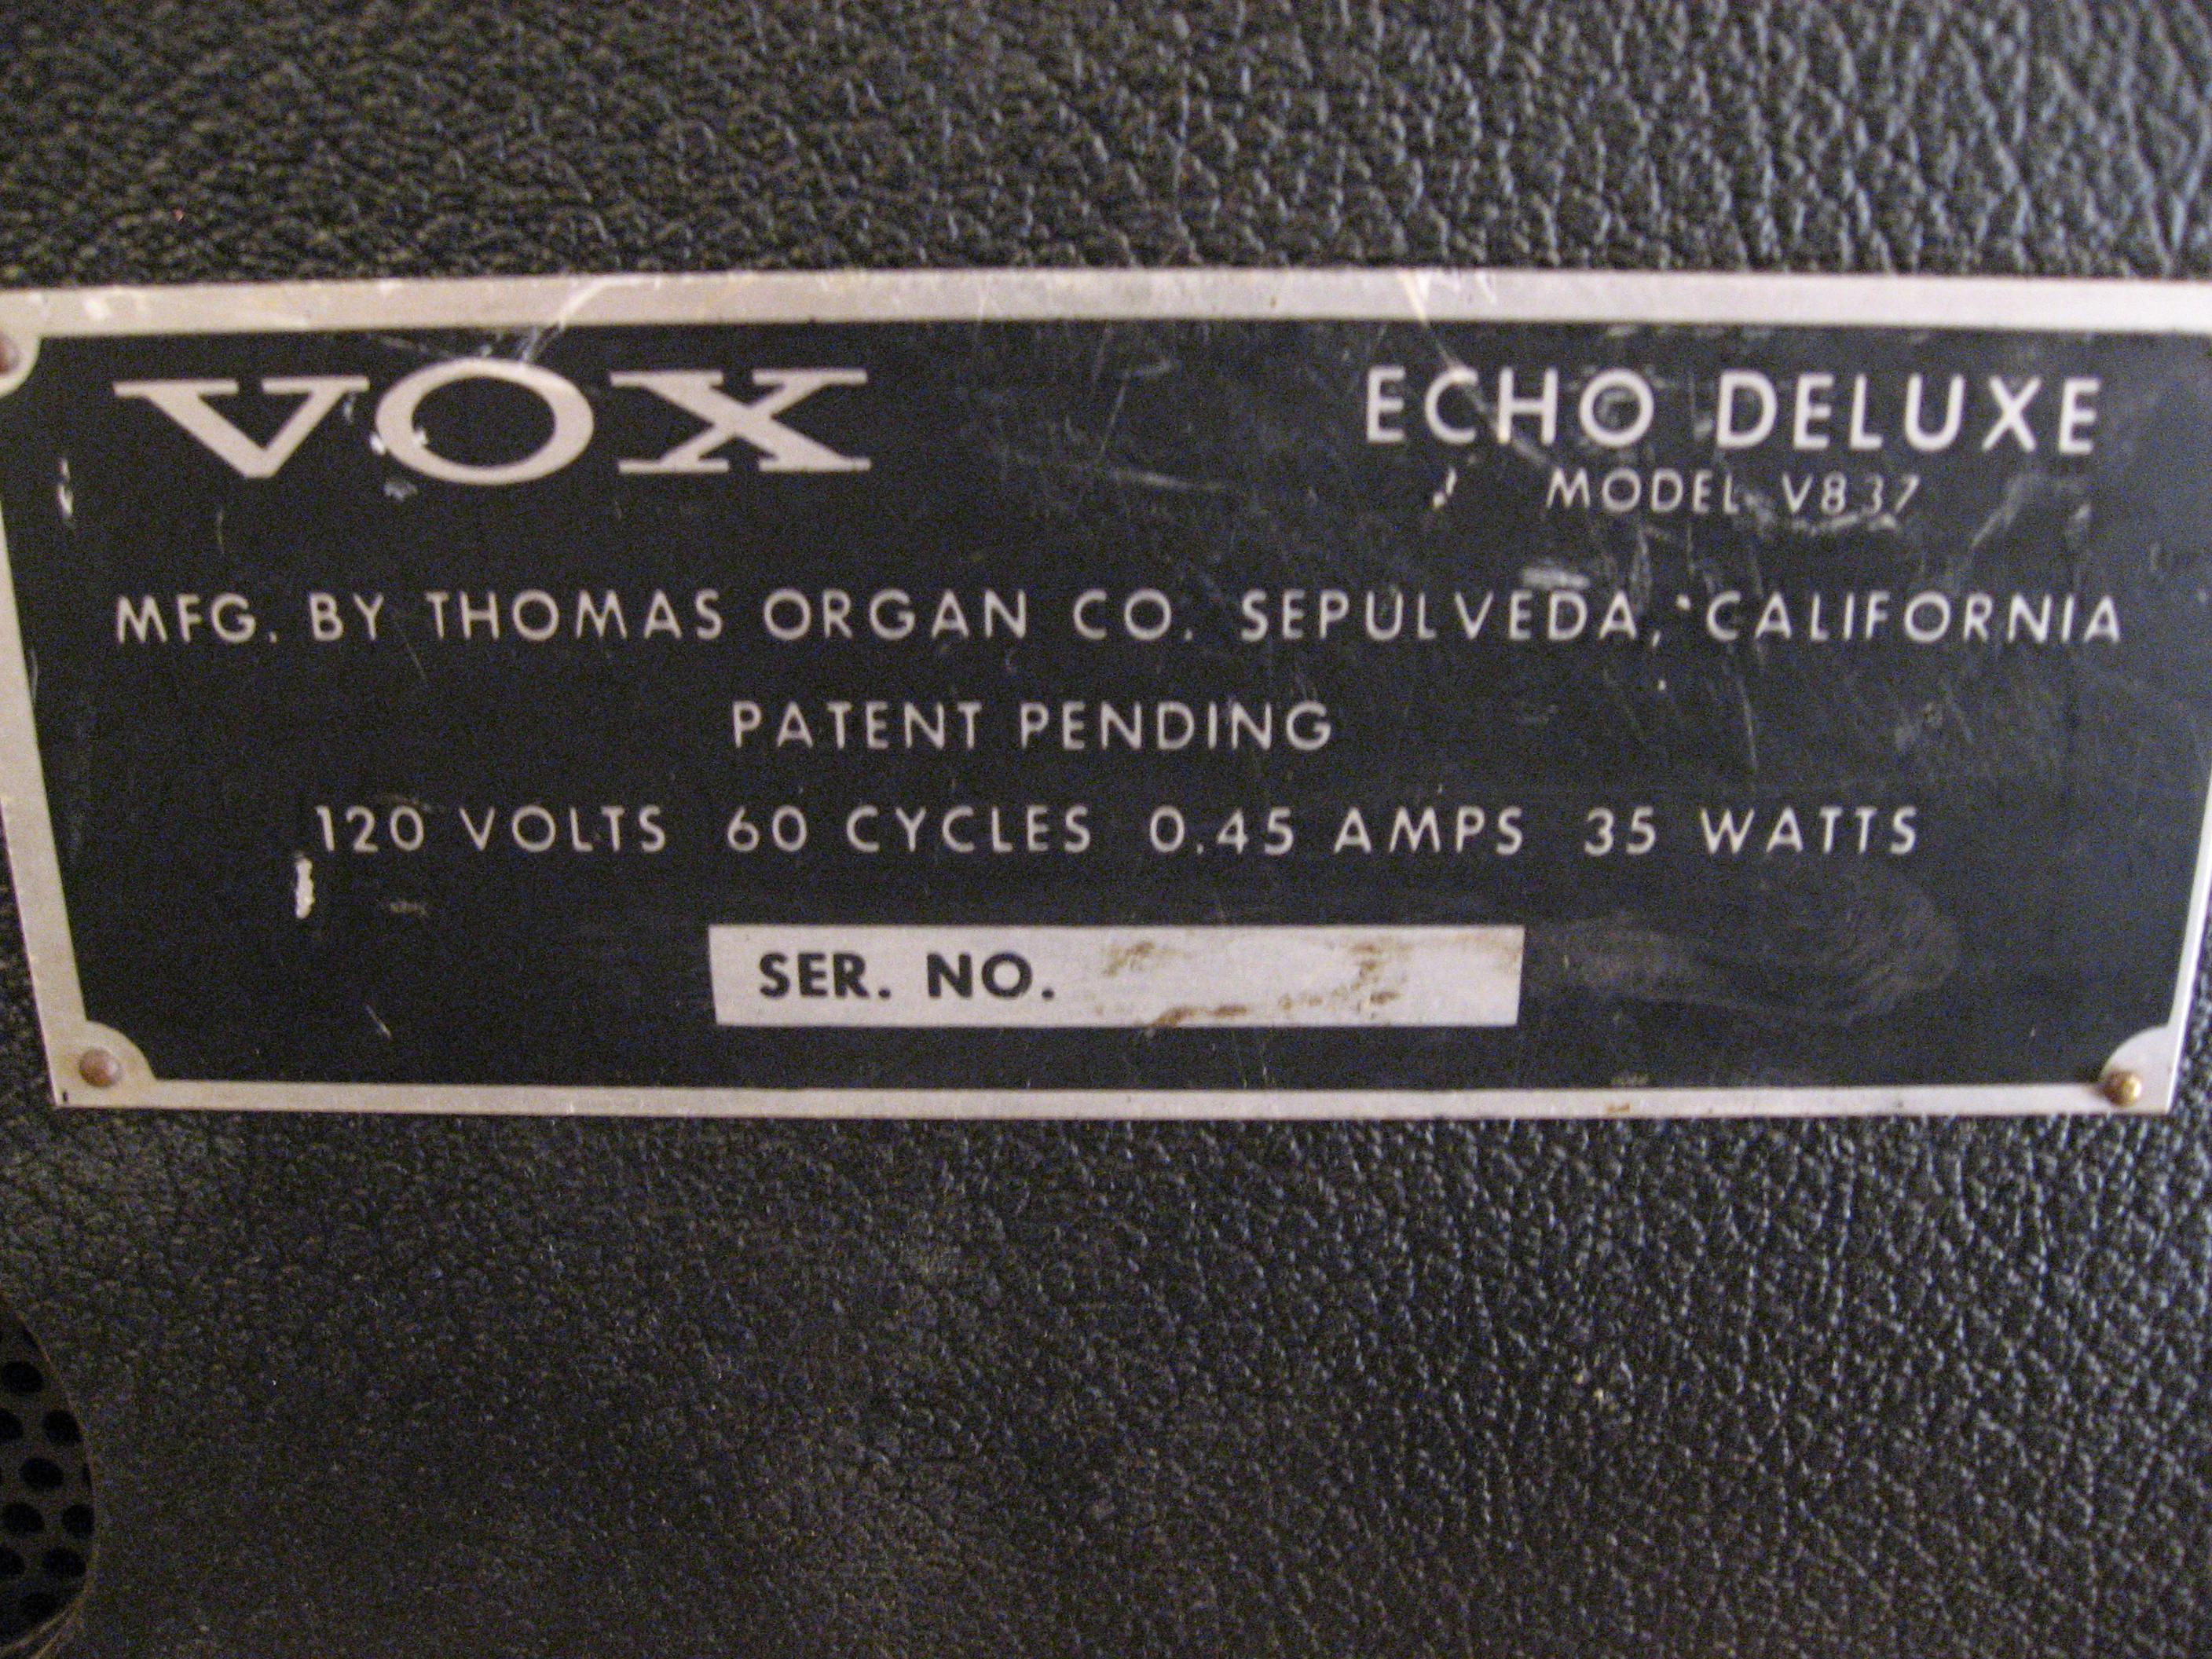 VOX
ECHO DELUXE
MODEL V837
MFG. BY THOMAS ORGAN CO. SEPULVEDA, CALIFORNIA
PATENT PENDING
120 VOLTS 60 CYCLES 0.45 AMPS 35 WATTS
SER. NO.